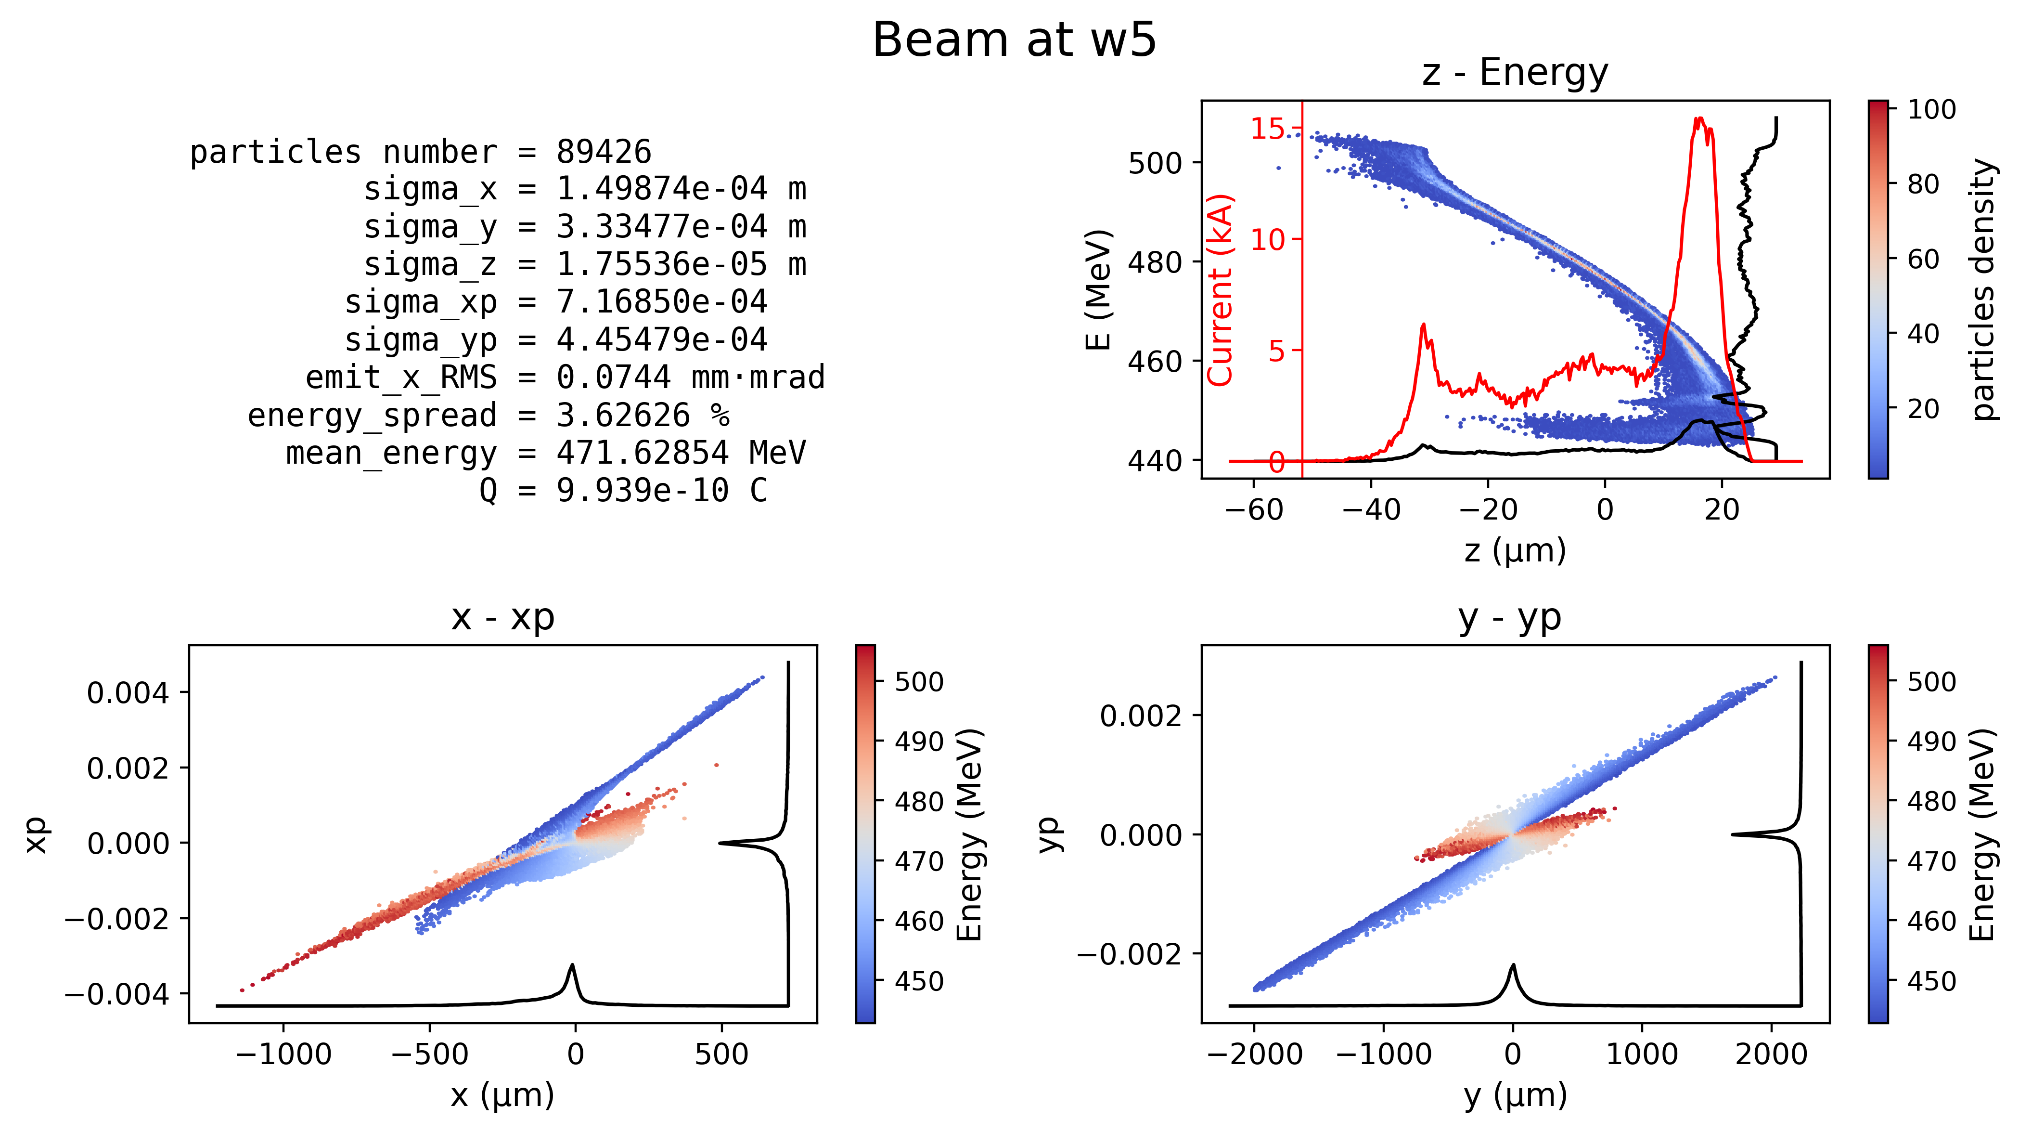 Beam at w5
particles number = 89426
sigma_x = 1.49874e-04 m
sigma_y = 3.33477e-04 m
sigma_z = 1.75536e-05 m
sigma_xp = 7.16850e-04
sigma_yp = 4.45479e-04
emit_x_RMS = 0.0744 mm·mrad
energy_spread = 3.62626 %
mean_energy = 471.62854 MeV
Q = 9.939e-10 C
z - Energy
E (MeV)
500
480
460
440
Current (kA)
15
10
5
0
−60 −40 −20 0 20
z (μm)
100
80
60
40
20
particles density
x - xp
xp
0.004
0.002
0.000
−0.002
−0.004
−1000 −500 0 500
x (μm)
500
490
480
470
460
450
Energy (MeV)
y - yp
yp
0.002
0.000
−0.002
−2000 −1000 0 1000 2000
y (μm)
500
490
480
470
460
450
Energy (MeV)